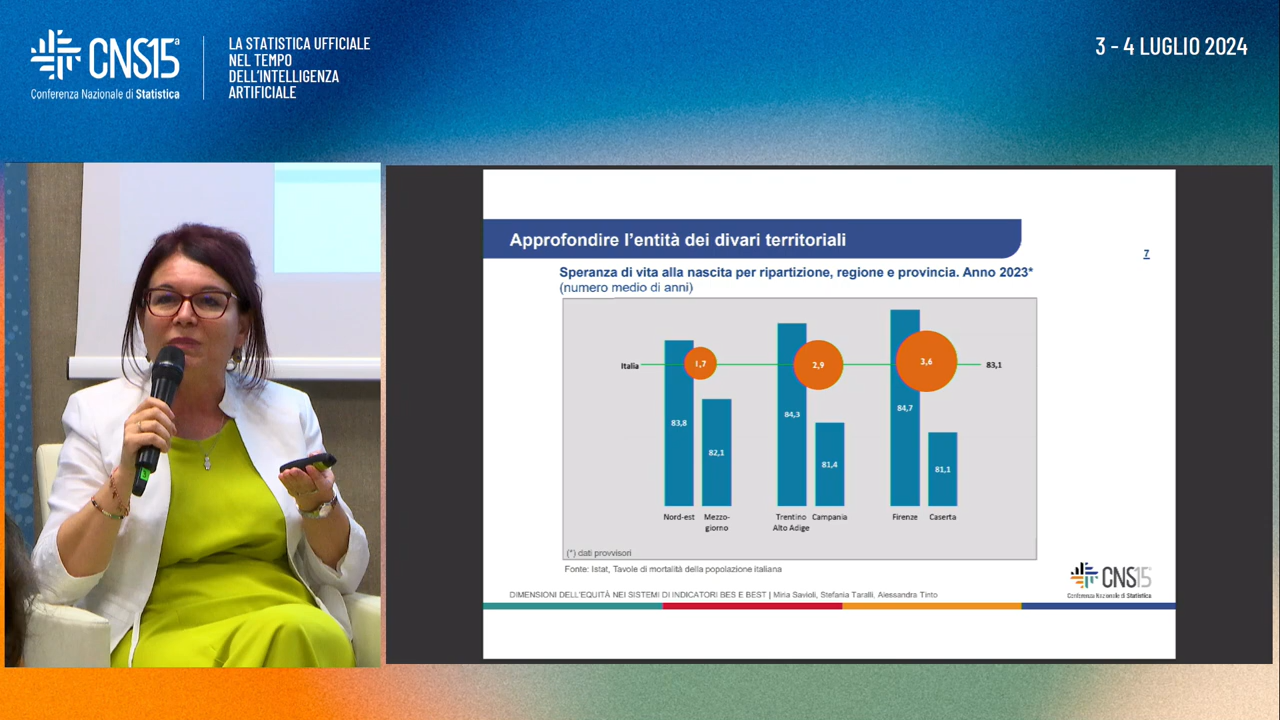 CNS15ª
Conferenza Nazionale di Statistica
LA STATISTICA UFFICIALE
NEL TEMPO
DELL'INTELLIGENZA
ARTIFICIALE
3 - 4 LUGLIO 2024
Approfondire l'entità dei divari territoriali
7
Speranza di vita alla nascita per ripartizione, regione e provincia. Anno 2023*
(numero medio di anni)
Italia
1,7
2,9
3,6
83,1
83,8
82,1
84,3
81,4
84,7
81,1
Nord-est
Mezzo-
giorno
Trentino
Alto Adige
Campania
Firenze
Caserta
(*) dati provvisori
Fonte: Istat, Tavole di mortalità della popolazione italiana
DIMENSIONI DELL'EQUITÀ NEI SISTEMI DI INDICATORI BES E BEST | Miria Savioli, Stefania Taralli, Alessandra Tinto
CNS15
Conferenza Nazionale di Statistica